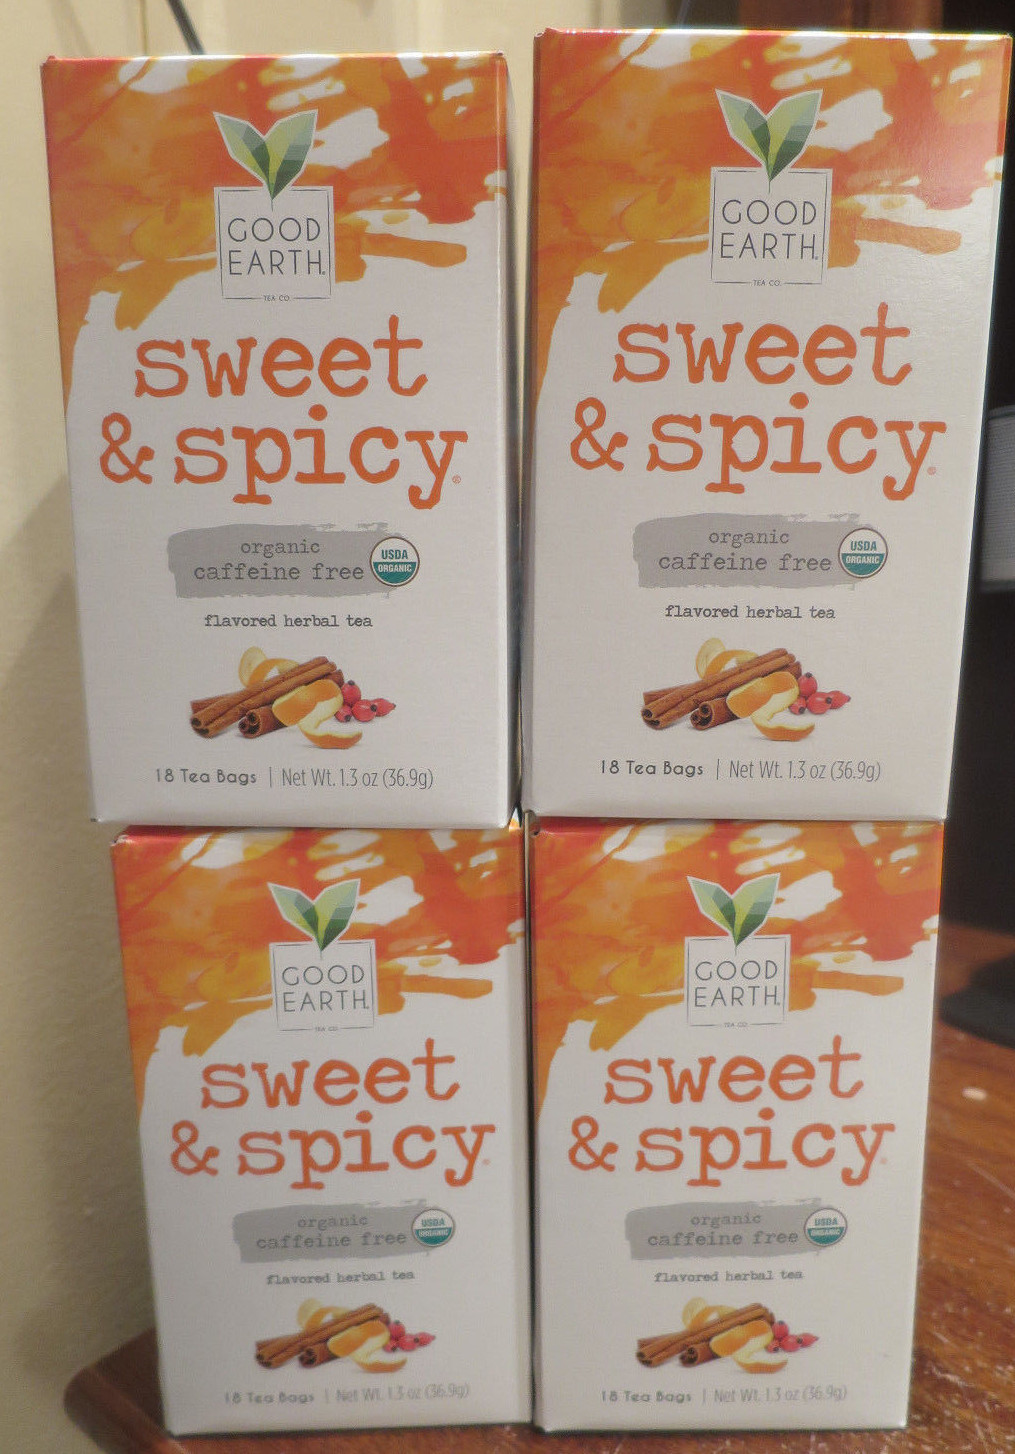 GOOD
EARTH®
TEA CO.
sweet
& spicy®
organic
caffeine free
USDA
ORGANIC
flavored herbal tea
18 Tea Bags | Net Wt. 1.3 oz (36.9g)
GOOD
EARTH®
TEA CO.
sweet
& spicy®
organic
caffeine free
USDA
ORGANIC
flavored herbal tea
18 Tea Bags | Net Wt. 1.3 oz (36.9g)
GOOD
EARTH®
TEA CO.
sweet
& spicy®
organic
caffeine free
USDA
ORGANIC
flavored herbal tea
18 Tea Bags | Net Wt. 1.3 oz (36.9g)
GOOD
EARTH®
TEA CO.
sweet
& spicy®
organic
caffeine free
USDA
ORGANIC
flavored herbal tea
18 Tea Bags | Net Wt. 1.3 oz (36.9g)